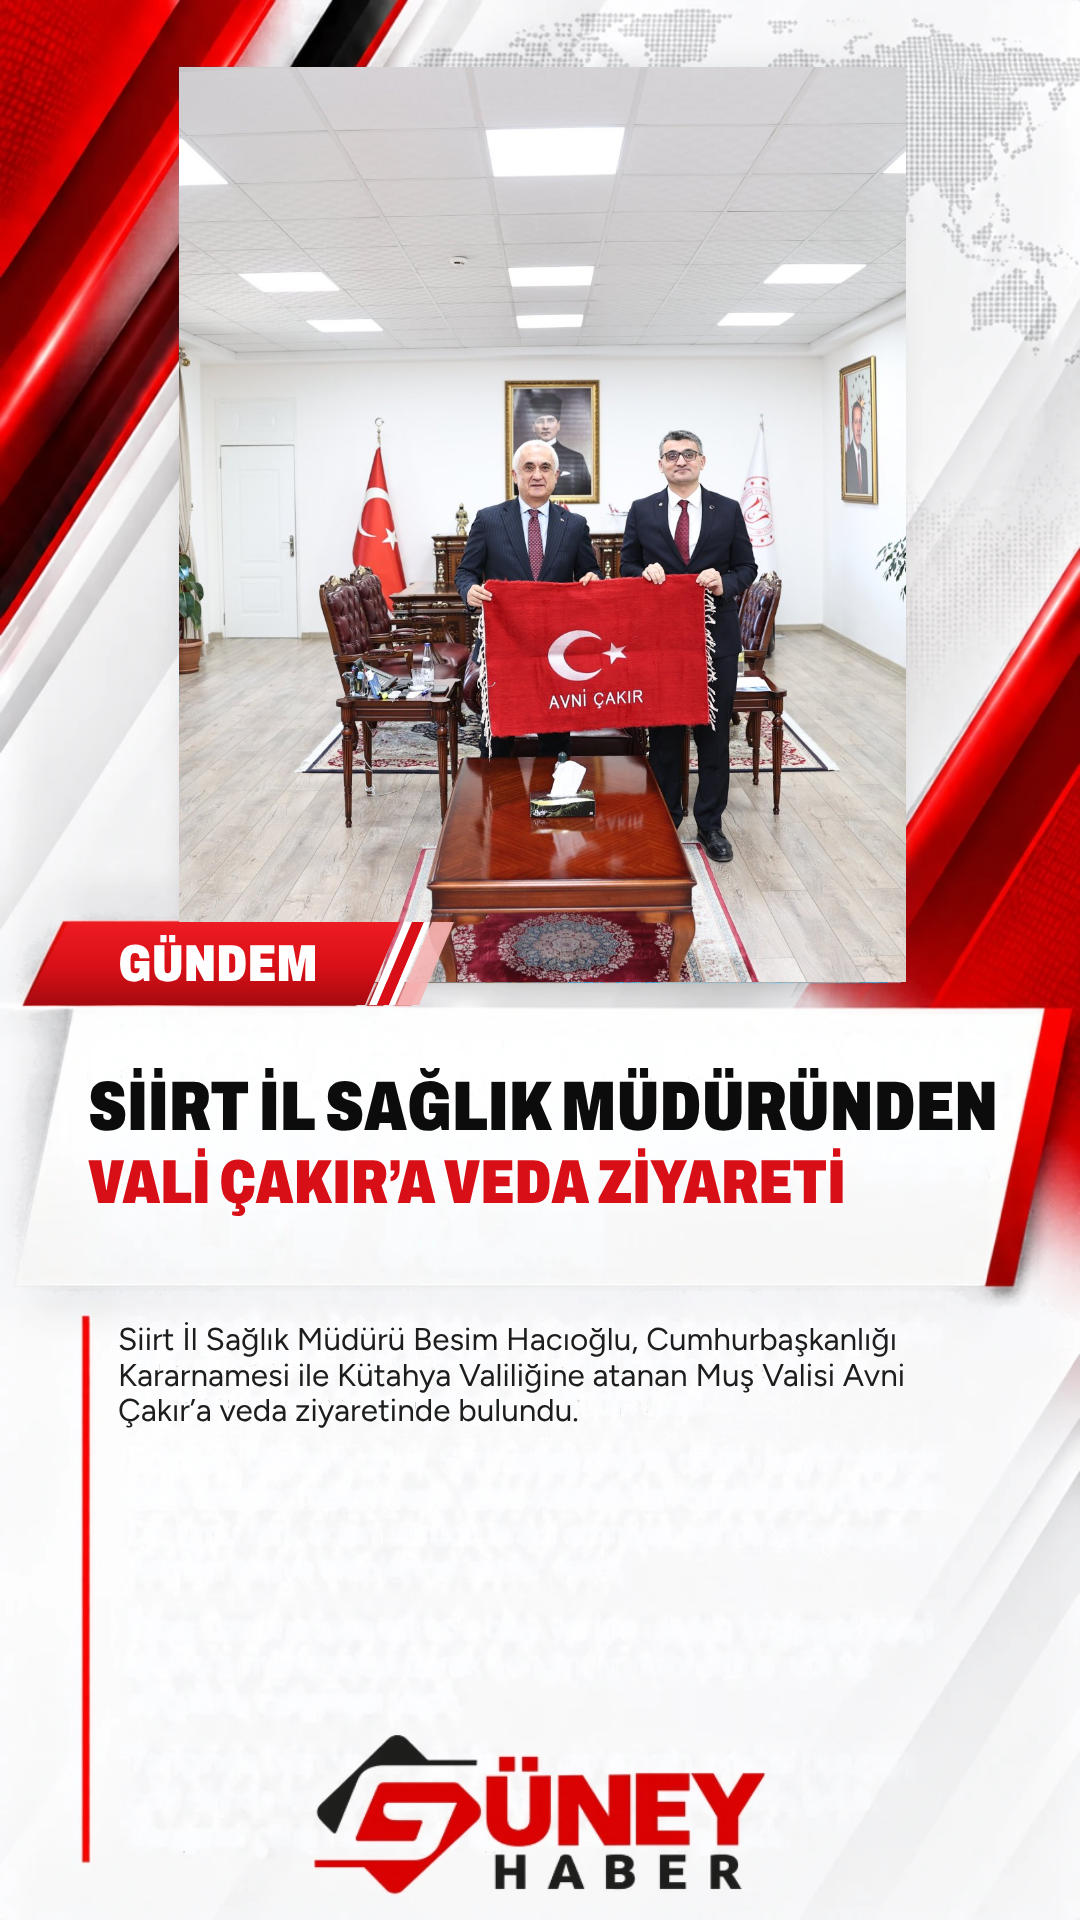 AVNİ ÇAKIR
GÜNDEM
SİİRT İL SAĞLIK MÜDÜRÜNDEN
VALİ ÇAKIR’A VEDA ZİYARETİ
Siirt İl Sağlık Müdürü Besim Hacıoğlu, Cumhurbaşkanlığı
Kararnamesi ile Kütahya Valiliğine atanan Muş Valisi Avni
Çakır’a veda ziyaretinde bulundu.
GÜNEY
HABER